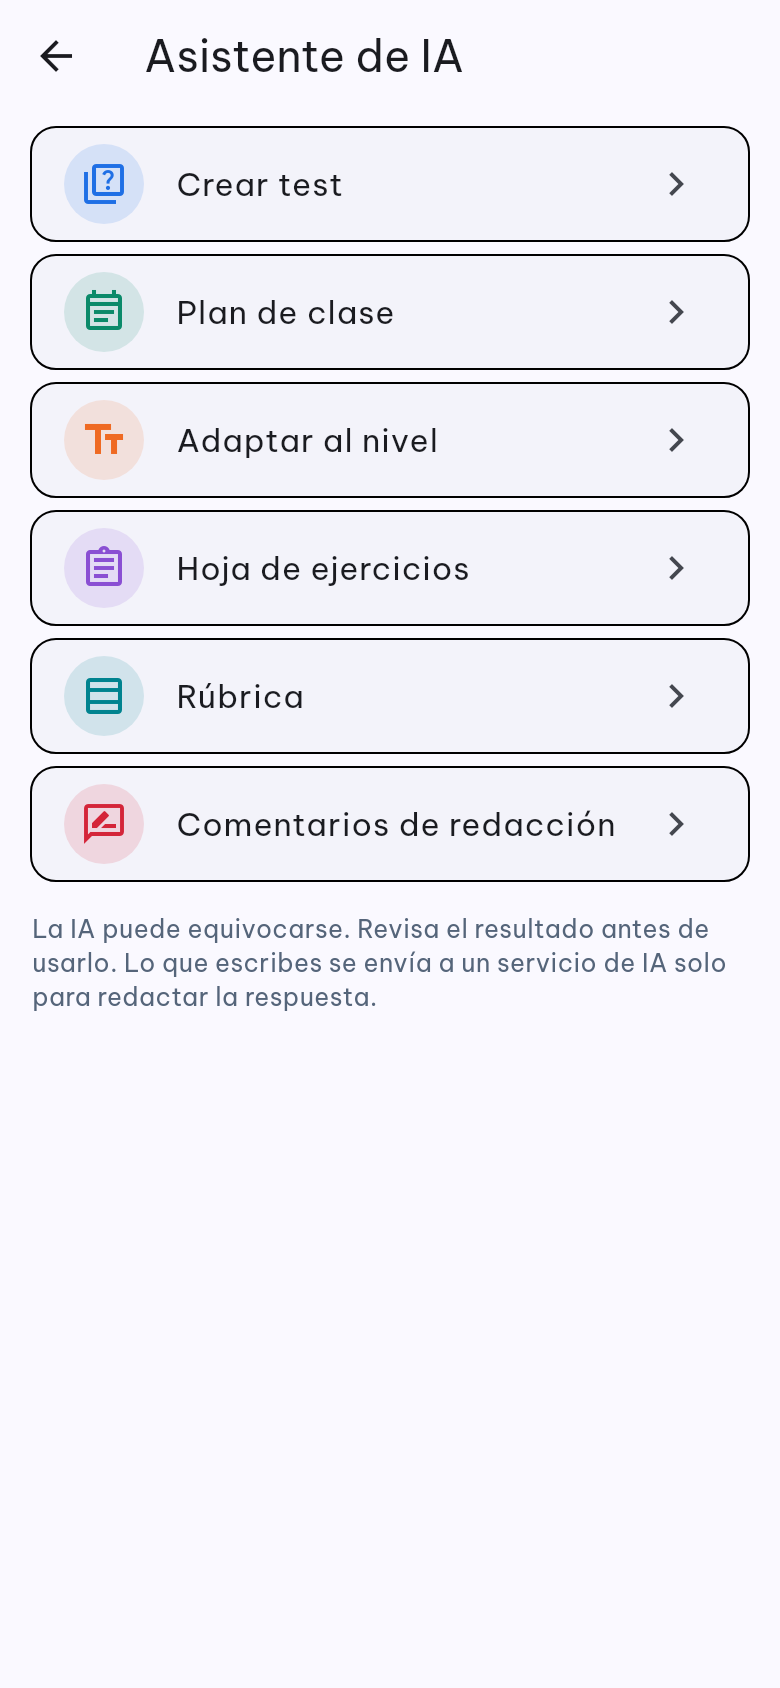 Asistente de IA
Crear test
Plan de clase
Adaptar al nivel
Hoja de ejercicios
Rúbrica
Comentarios de redacción
La IA puede equivocarse. Revisa el resultado antes de
usarlo. Lo que escribes se envía a un servicio de IA solo
para redactar la respuesta.